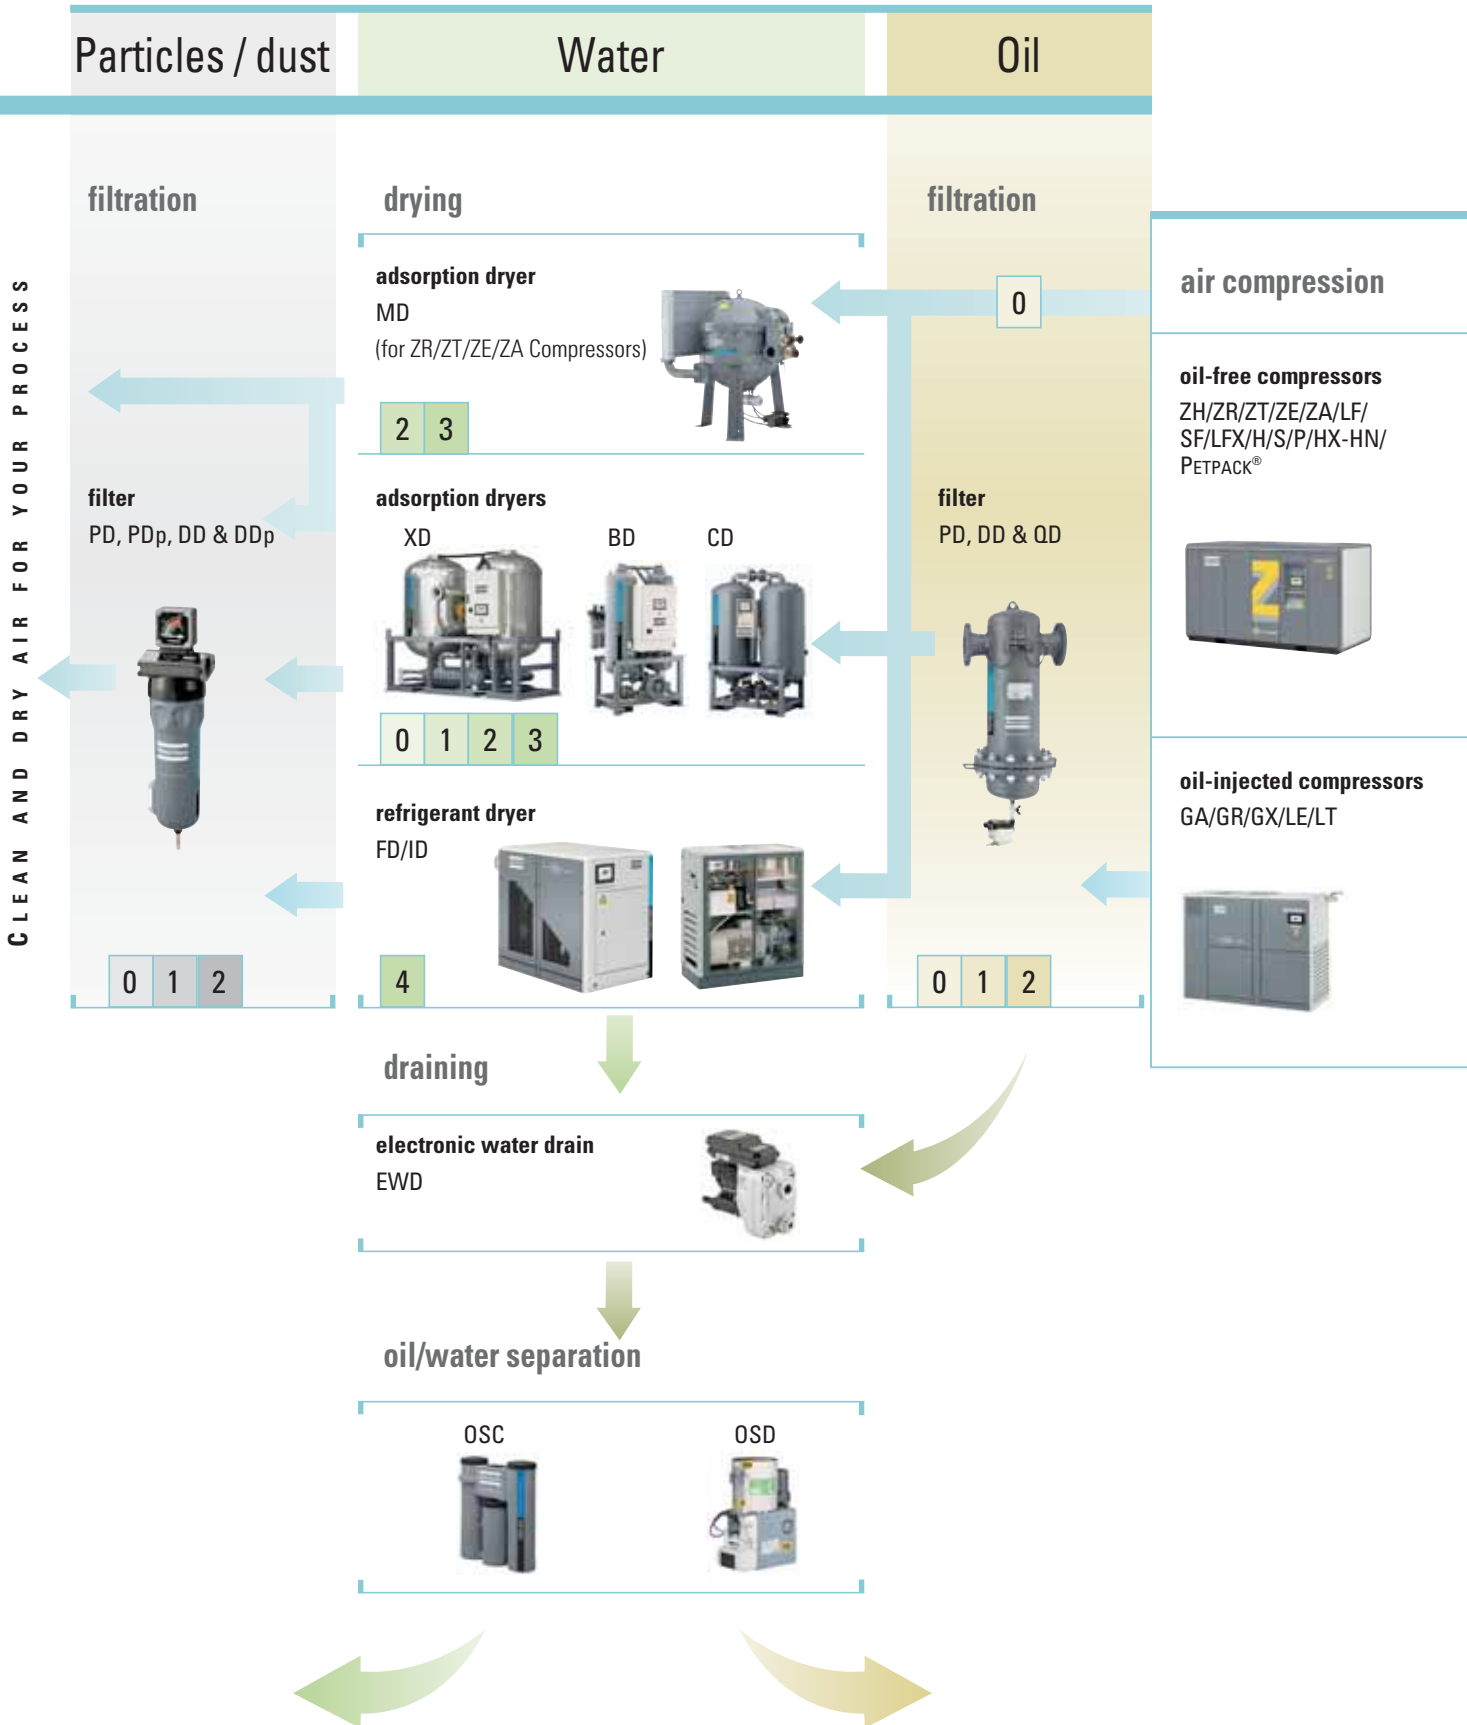 Particles / dust
Water
Oil
CLEAN AND DRY AIR FOR YOUR PROCESS
filtration
filter
PD, PDp, DD & DDp
0 1 2
drying
adsorption dryer
MD
(for ZR/ZT/ZE/ZA Compressors)
2 3
adsorption dryers
XD
BD
CD
0 1 2 3
refrigerant dryer
FD/ID
4
filtration
0
filter
PD, DD & QD
0 1 2
air compression
oil-free compressors
ZH/ZR/ZT/ZE/ZA/LF/
SF/LFX/H/S/P/HX-HN/
PETPACK®
Z
oil-injected compressors
GA/GR/GX/LE/LT
draining
electronic water drain
EWD
oil/water separation
OSC
OSD